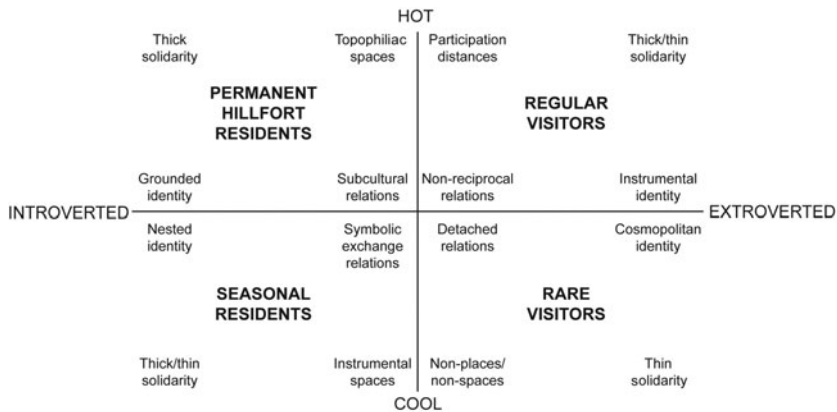 HOT
Thick
solidarity
Topophiliac
spaces
Participation
distances
Thick/thin
solidarity
PERMANENT
HILLFORT
RESIDENTS
REGULAR
VISITORS
Grounded
identity
Subcultural
relations
Non-reciprocal
relations
Instrumental
identity
INTROVERTED
EXTROVERTED
Nested
identity
Symbolic
exchange
relations
Detached
relations
Cosmopolitan
identity
SEASONAL
RESIDENTS
RARE
VISITORS
Thick/thin
solidarity
Instrumental
spaces
Non-places/
non-spaces
Thin
solidarity
COOL